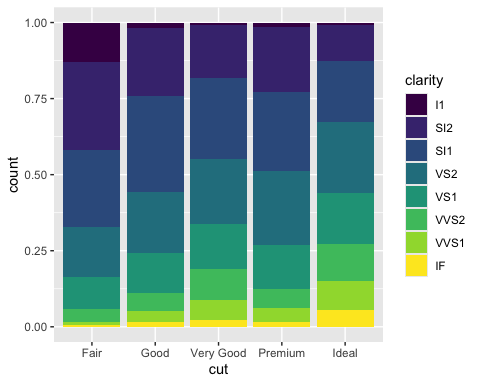 1.00
0.75
0.50
0.25
0.00
count
Fair Good Very Good Premium Ideal
cut
clarity
I1
SI2
SI1
VS2
VS1
VVS2
VVS1
IF